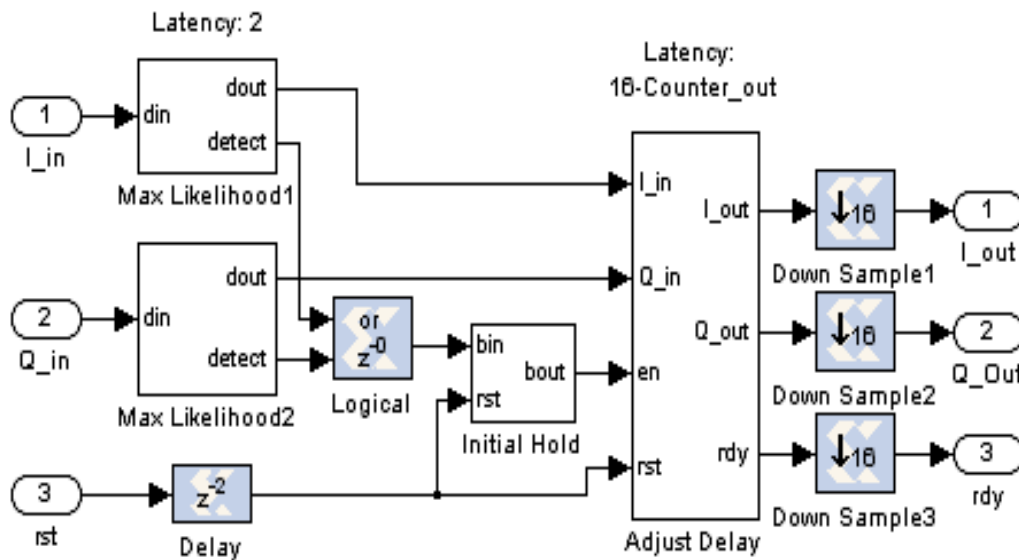 Latency: 2
Latency:
16-Counter_out
1
I_in
din
dout
detect
Max Likelihood1
2
Q_in
din
dout
detect
Max Likelihood2
or
z-0
Logical
bin
rst
bout
Initial Hold
3
rst
z-2
Delay
I_in
Q_in
en
rst
I_out
Q_out
rdy
Adjust Delay
↓16
Down Sample1
↓16
Down Sample2
↓16
Down Sample3
1
I_out
2
Q_Out
3
rdy